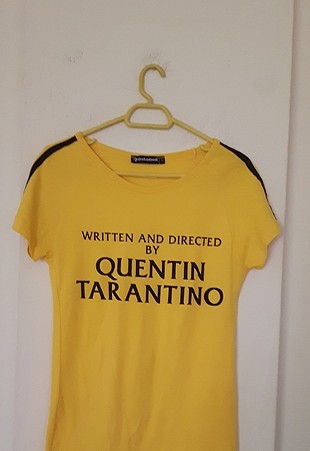 WRITTEN AND DIRECTED
BY
QUENTIN
TARANTINO